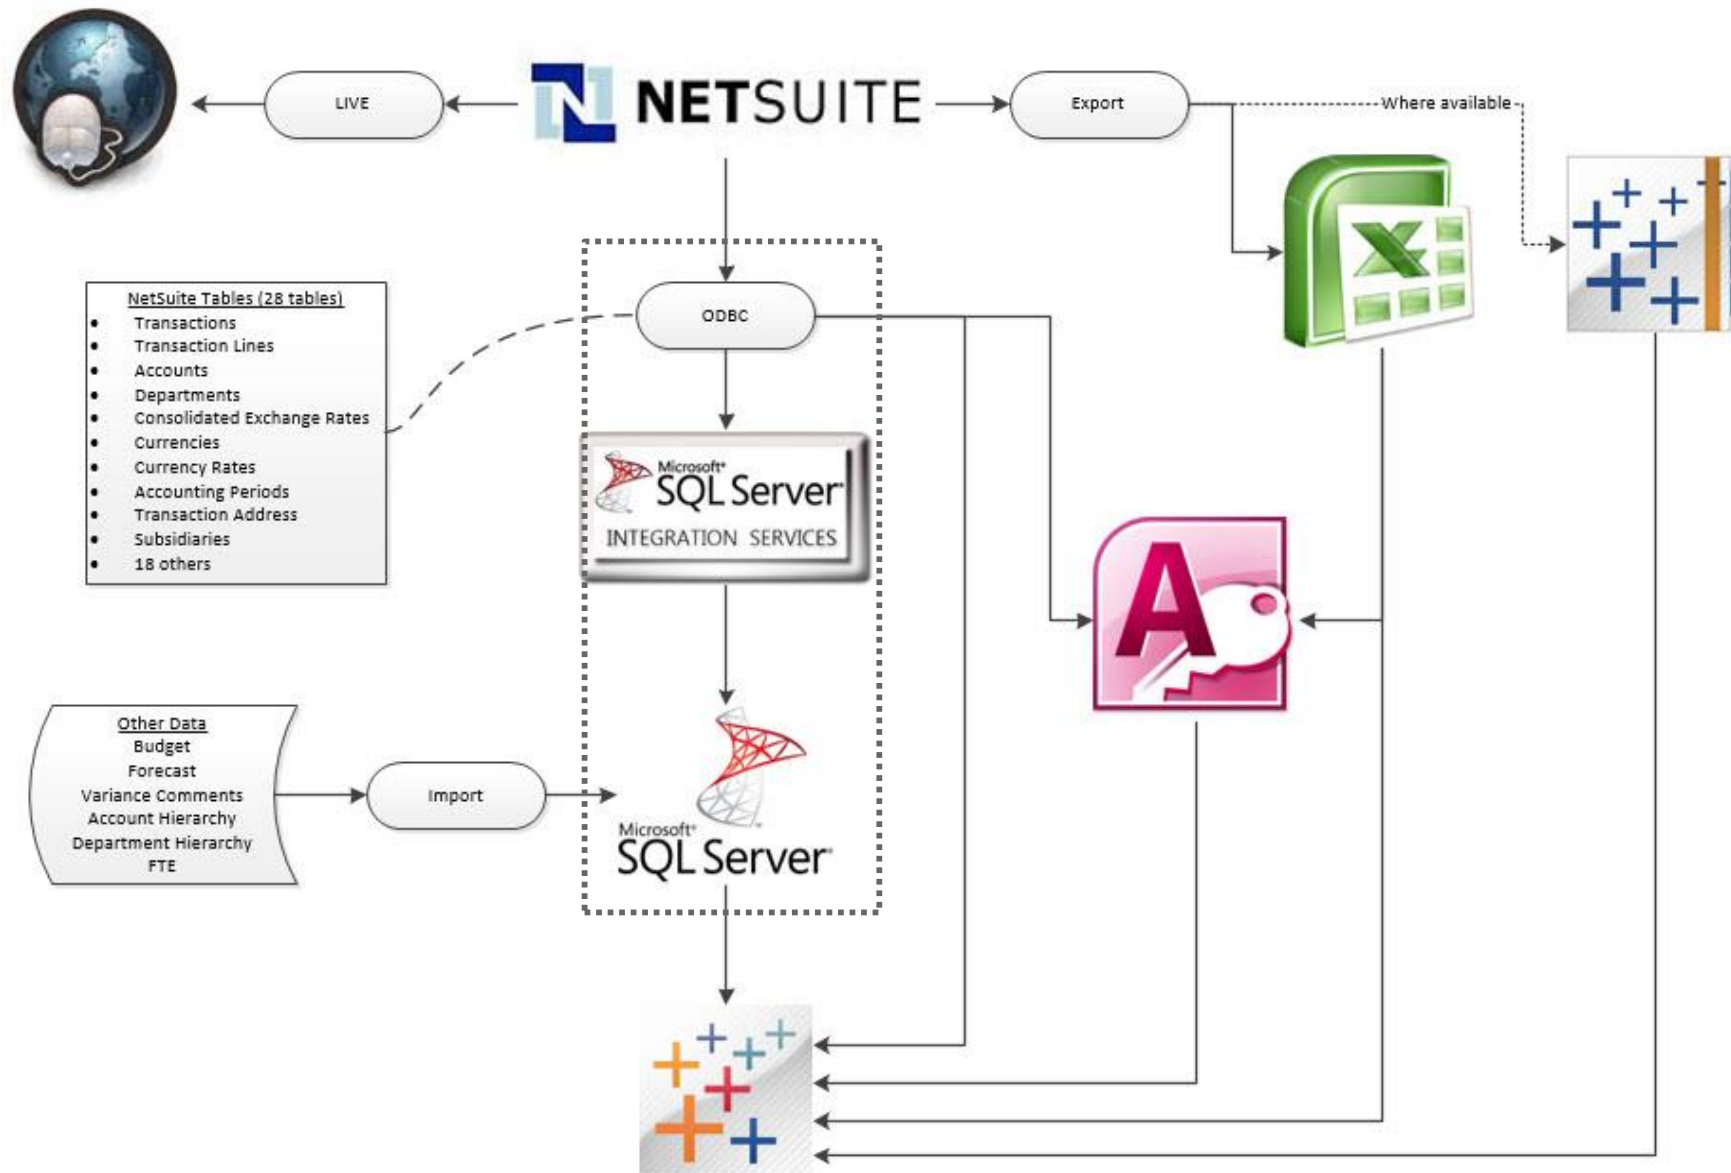 LIVE
NETSUITE
Export
Where available
NetSuite Tables (28 tables)
• Transactions
• Transaction Lines
• Accounts
• Departments
• Consolidated Exchange Rates
• Currencies
• Currency Rates
• Accounting Periods
• Transaction Address
• Subsidiaries
• 18 others
ODBC
Microsoft®
SQL Server
INTEGRATION SERVICES
Other Data
Budget
Forecast
Variance Comments
Account Hierarchy
Department Hierarchy
FTE
Import
Microsoft®
SQL Server®